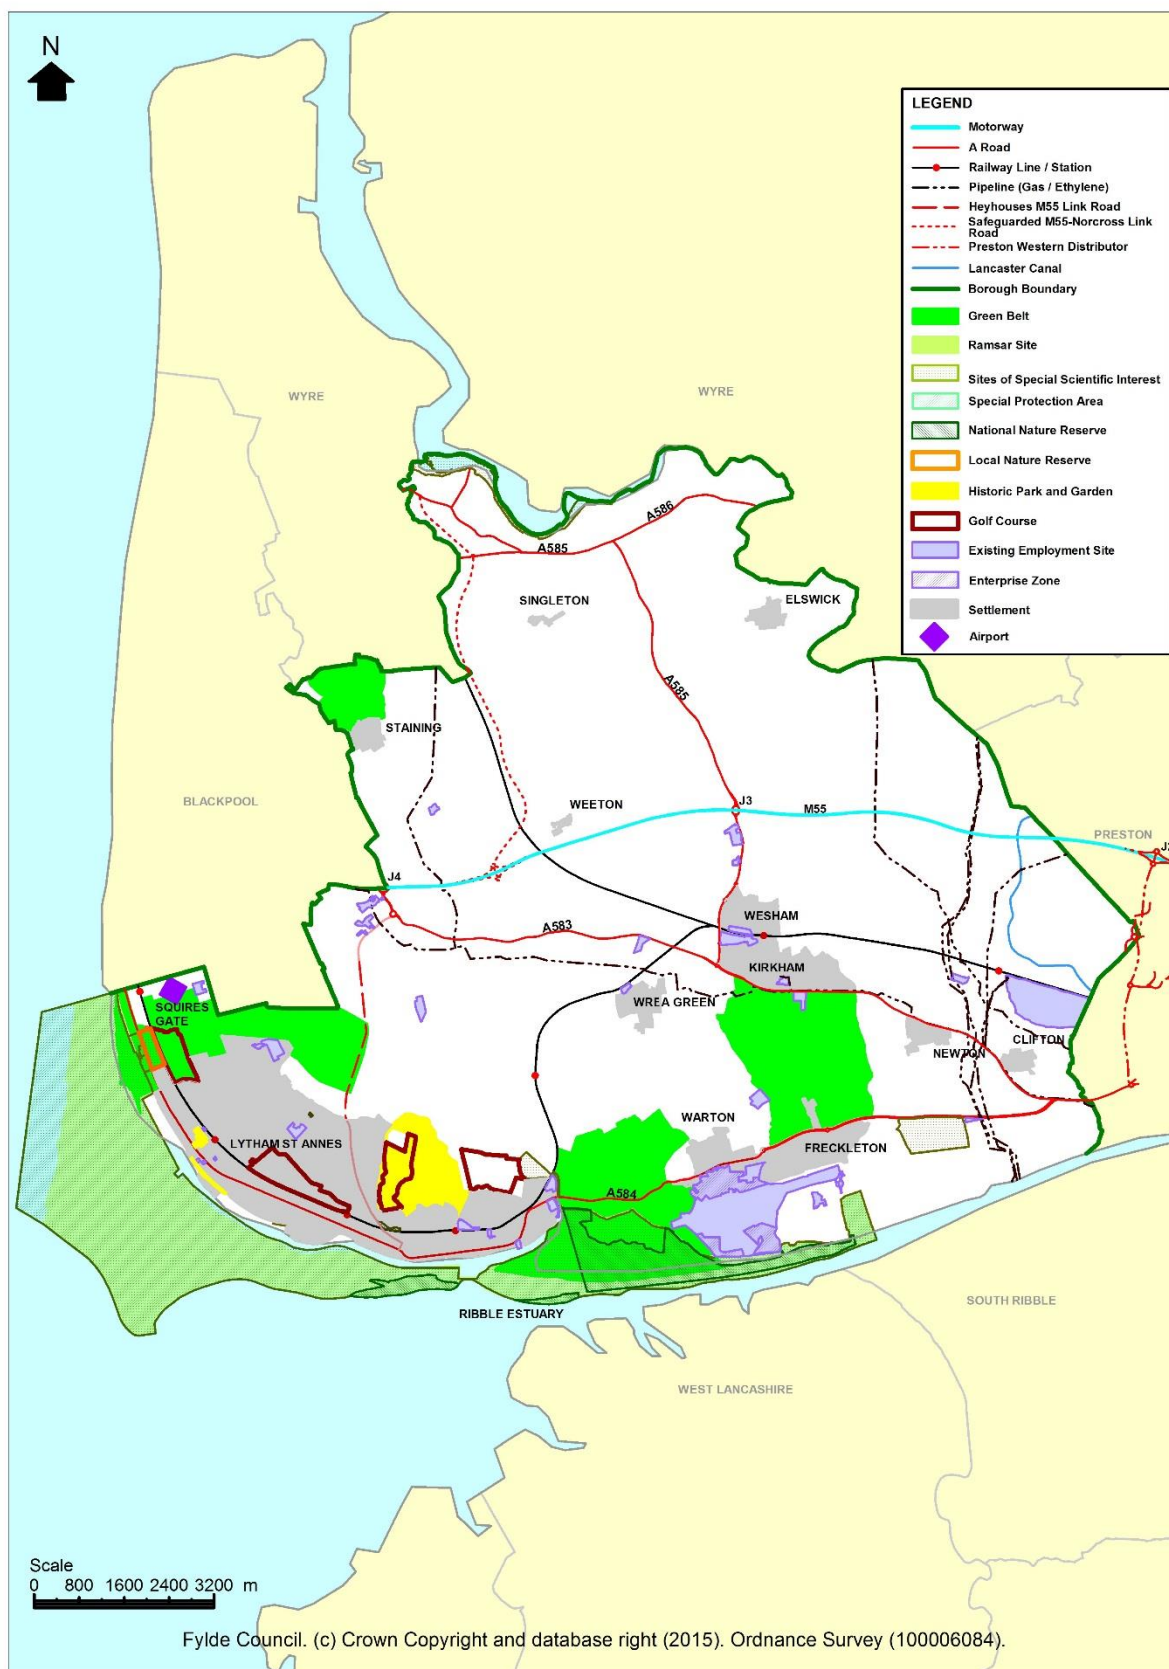 N
LEGEND
Motorway
A Road
Railway Line / Station
Pipeline (Gas / Ethylene)
Heyhouses M55 Link Road
Safeguarded M55-Norcross Link
Road
Preston Western Distributor
Lancaster Canal
Borough Boundary
Green Belt
Ramsar Site
Sites of Special Scientific Interest
Special Protection Area
National Nature Reserve
Local Nature Reserve
Historic Park and Garden
Golf Course
Existing Employment Site
Enterprise Zone
Settlement
Airport
WYRE
WYRE
A586
A585
SINGLETON
ELSWICK
A585
STAINING
BLACKPOOL
WEETON
J3
M55
PRESTON
J4
WESHAM
A583
KIRKHAM
WREA GREEN
SQUIRES
GATE
NEWTON
CLIFTON
WARTON
LYTHAM ST ANNES
FRECKLETON
A584
RIBBLE ESTUARY
SOUTH RIBBLE
WEST LANCASHIRE
Scale
0 800 1600 2400 3200 m
Fylde Council. (c) Crown Copyright and database right (2015). Ordnance Survey (100006084).